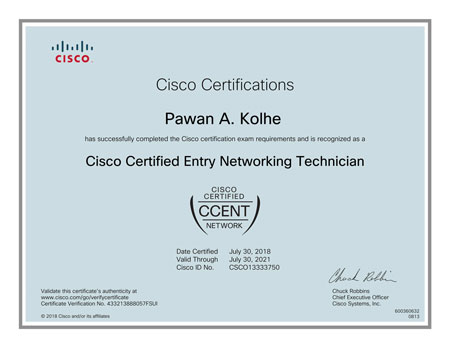 CISCO
Cisco Certifications
Pawan A. Kolhe
has successfully completed the Cisco certification exam requirements and is recognized as a
Cisco Certified Entry Networking Technician
CISCO
CERTIFIED
CCENT
NETWORK
Date Certified July 30, 2018
Valid Through July 30, 2021
Cisco ID No. CSCO13333750
Chuck Robbins
Validate this certificate's authenticity at
www.cisco.com/go/verifycertificate
Certificate Verification No. 433213888057FSUI
Chuck Robbins
Chief Executive Officer
Cisco Systems, Inc.
© 2018 Cisco and/or its affiliates
600360632
0813